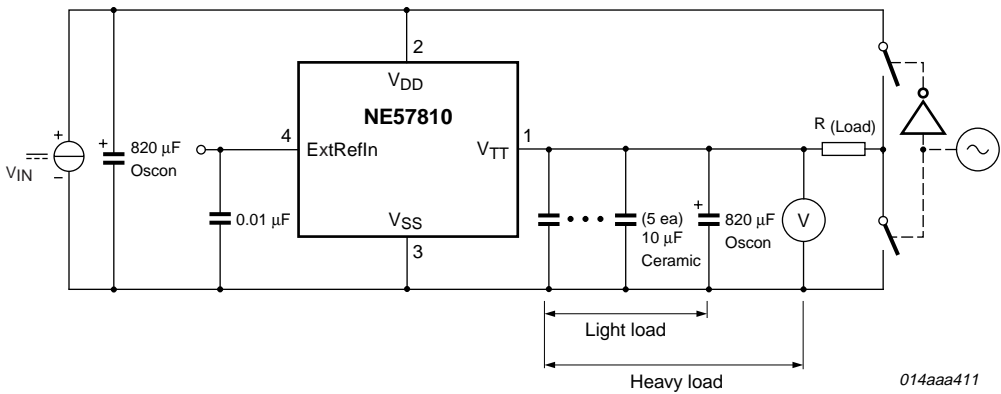 2
V_DD
NE57810
4
ExtRefIn
1
V_TT
R (Load)
+
V_IN
−
+
820 μF
Oscon
0.01 μF
V_SS
3
(5 ea)
10 μF
Ceramic
+
820 μF
Oscon
V
Light load
Heavy load
014aaa411